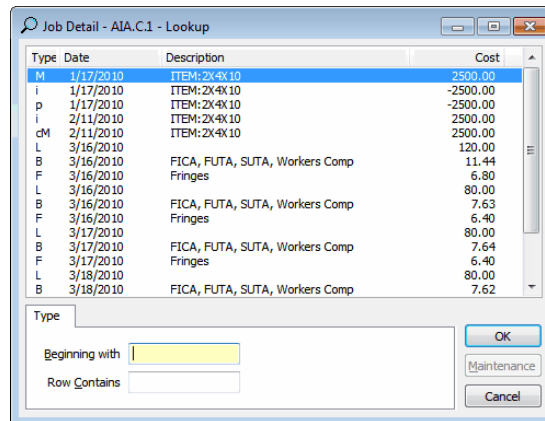 Job Detail - AIA.C.1 - Lookup
Type Date Description Cost
M 1/17/2010 ITEM:2X4X10 2500.00
i 1/17/2010 ITEM:2X4X10 -2500.00
p 1/17/2010 ITEM:2X4X10 -2500.00
i 2/11/2010 ITEM:2X4X10 2500.00
cM 2/11/2010 ITEM:2X4X10 2500.00
L 3/16/2010 120.00
B 3/16/2010 FICA, FUTA, SUTA, Workers Comp 11.44
F 3/16/2010 Fringes 6.80
L 3/16/2010 80.00
B 3/16/2010 FICA, FUTA, SUTA, Workers Comp 7.63
F 3/16/2010 Fringes 6.40
L 3/17/2010 80.00
B 3/17/2010 FICA, FUTA, SUTA, Workers Comp 7.64
F 3/17/2010 Fringes 6.40
L 3/18/2010 80.00
B 3/18/2010 FICA, FUTA, SUTA, Workers Comp 7.62
Type
Beginning with
Row Contains
OK
Maintenance
Cancel